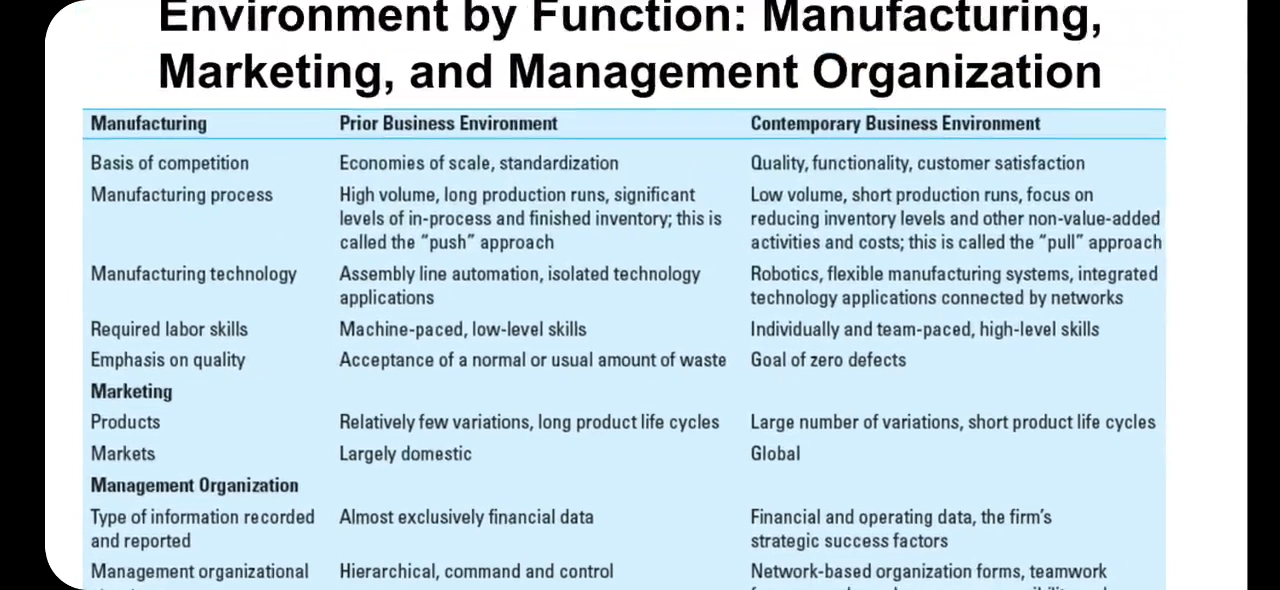 Environment by Function: Manufacturing,
Marketing, and Management Organization
Manufacturing Prior Business Environment Contemporary Business Environment
Basis of competition Economies of scale, standardization Quality, functionality, customer satisfaction
Manufacturing process High volume, long production runs, significant Low volume, short production runs, focus on
levels of in-process and finished inventory; this is reducing inventory levels and other non-value-added
called the “push” approach activities and costs; this is called the “pull” approach
Manufacturing technology Assembly line automation, isolated technology Robotics, flexible manufacturing systems, integrated
applications technology applications connected by networks
Required labor skills Machine-paced, low-level skills Individually and team-paced, high-level skills
Emphasis on quality Acceptance of a normal or usual amount of waste Goal of zero defects
Marketing
Products Relatively few variations, long product life cycles Large number of variations, short product life cycles
Markets Largely domestic Global
Management Organization
Type of information recorded Almost exclusively financial data Financial and operating data, the firm’s
and reported strategic success factors
Management organizational Hierarchical, command and control Network-based organization forms, teamwork